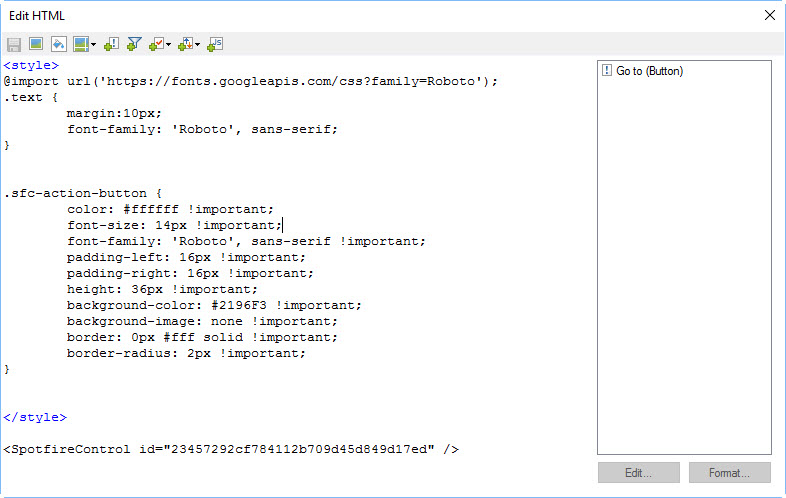 Edit HTML
<style>
@import url('https://fonts.googleapis.com/css?family=Roboto');
.text {
margin:10px;
font-family: 'Roboto', sans-serif;
}
.sfc-action-button {
color: #ffffff !important;
font-size: 14px !important;
font-family: 'Roboto', sans-serif !important;
padding-left: 16px !important;
padding-right: 16px !important;
height: 36px !important;
background-color: #2196F3 !important;
background-image: none !important;
border: 0px #fff solid !important;
border-radius: 2px !important;
}
</style>
<SpotfireControl id="23457292cf784112b709d45d849d17ed" />
Go to (Button)
Edit...
Format...